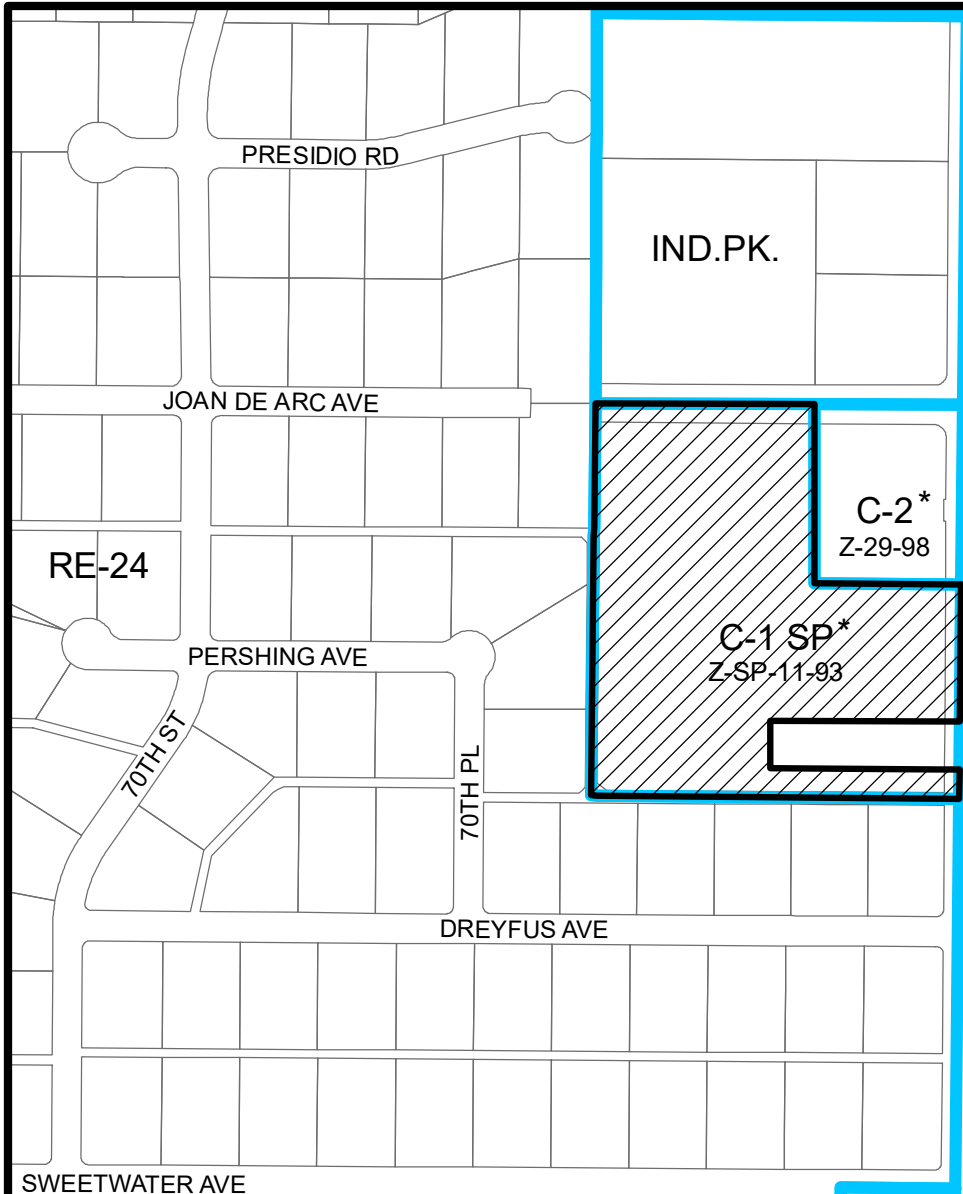 PRESIDIO RD
IND.PK.
JOAN DE ARC AVE
C-2*
Z-29-98
RE-24
C-1 SP*
Z-SP-11-93
PERSHING AVE
70TH ST
70TH PL
DREYFUS AVE
SWEETWATER AVE